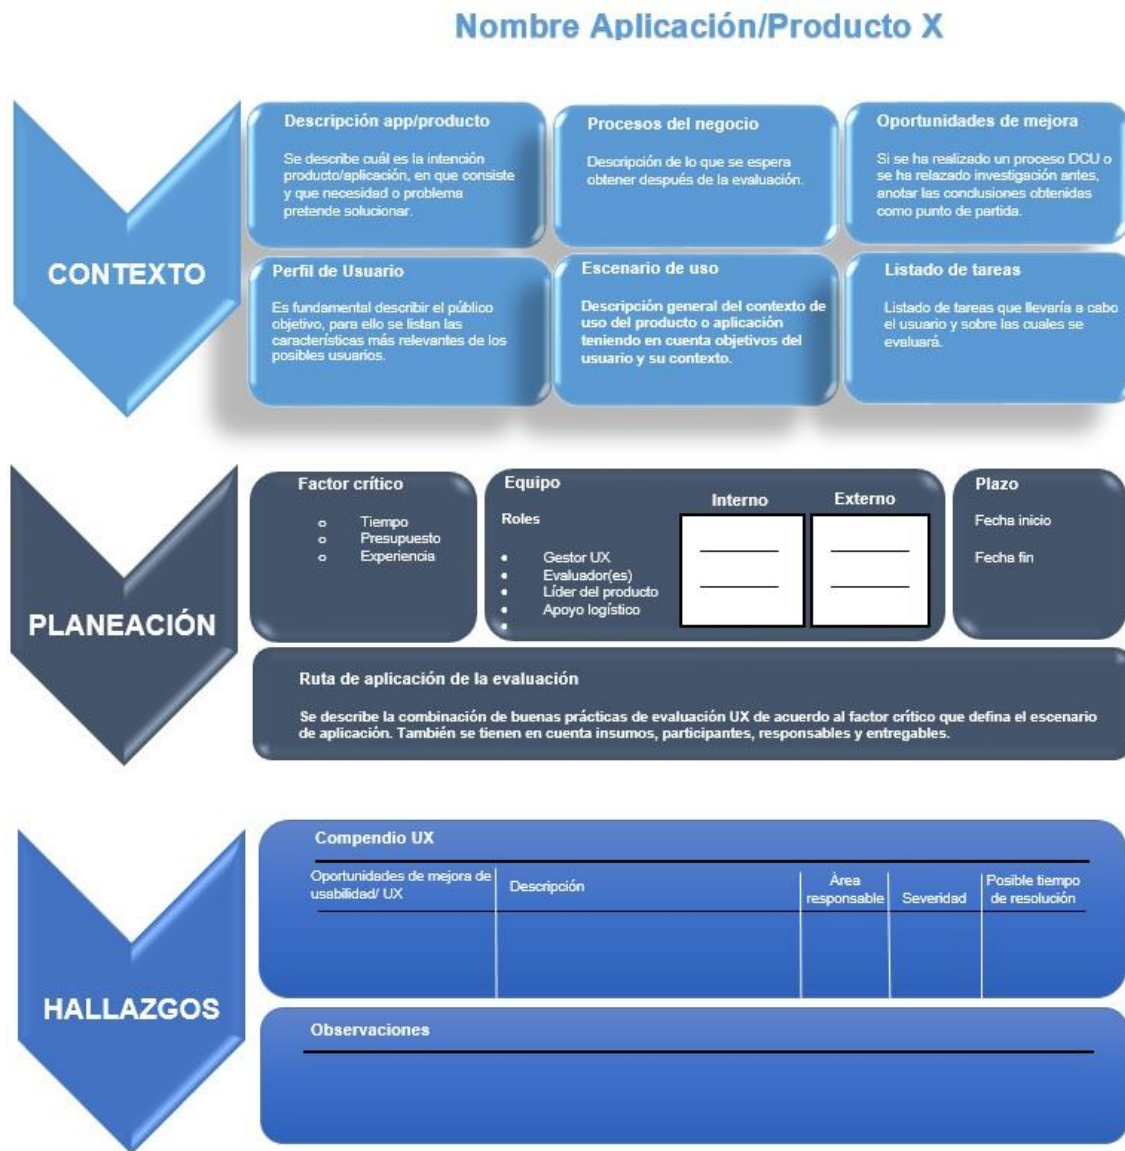 Nombre Aplicación/Producto X
CONTEXTO
Descripción app/producto
Se describe cuál es la intención
producto/aplicación, en que consiste
y que necesidad o problema
pretende solucionar.
Procesos del negocio
Descripción de lo que se espera
obtener después de la evaluación.
Oportunidades de mejora
Si se ha realizado un proceso DCU o
se ha relazado investigación antes,
anotar las conclusiones obtenidas
como punto de partida.
Perfil de Usuario
Es fundamental describir el público
objetivo, para ello se listan las
características más relevantes de los
posibles usuarios.
Escenario de uso
Descripción general del contexto de
uso del producto o aplicación
teniendo en cuenta objetivos del
usuario y su contexto.
Listado de tareas
Listado de tareas que llevaría a cabo
el usuario y sobre las cuales se
evaluará.
PLANEACIÓN
Factor crítico
o Tiempo
o Presupuesto
o Experiencia
Equipo
Roles
• Gestor UX
• Evaluador(es)
• Líder del producto
• Apoyo logístico
•
Interno
Externo
Plazo
Fecha inicio
Fecha fin
Ruta de aplicación de la evaluación
Se describe la combinación de buenas prácticas de evaluación UX de acuerdo al factor crítico que defina el escenario
de aplicación. También se tienen en cuenta insumos, participantes, responsables y entregables.
HALLAZGOS
Compendio UX
Oportunidades de mejora de
usabilidad/ UX
Descripción
Área
responsable
Severidad
Posible tiempo
de resolución
Observaciones